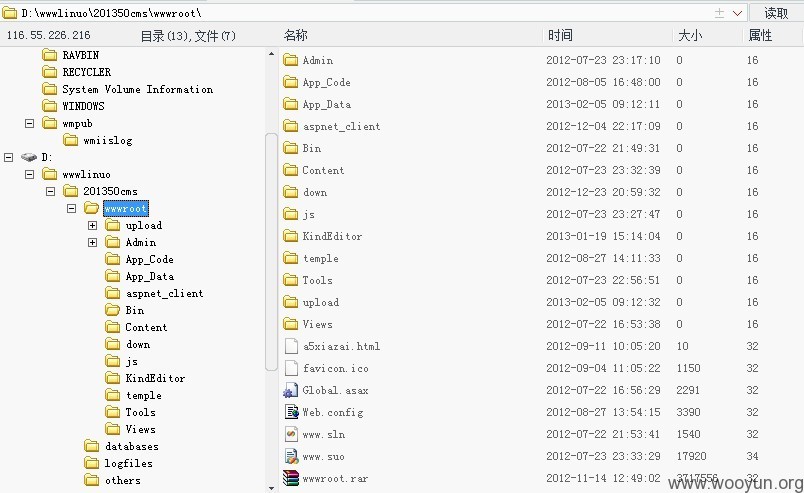 D:\wwwlinuo\201350cms\wwwroot\ 读取
116.55.226.216 目录(13),文件(7) 名称 时间 大小 属性
RAVBIN
RECYCLER
System Volume Information
WINDOWS
wmpub
wmiislog
D:
wwwlinuo
201350cms
wwwroot
upload
Admin
App_Code
App_Data
aspnet_client
Bin
Content
down
js
KindEditor
temple
Tools
Views
databases
logfiles
others
Admin 2012-07-23 23:17:10 0 16
App_Code 2012-08-05 16:48:00 0 16
App_Data 2013-02-05 09:12:11 0 16
aspnet_client 2012-12-04 22:17:09 0 16
Bin 2012-07-22 21:49:31 0 16
Content 2012-07-23 23:32:39 0 16
down 2012-12-23 20:59:32 0 16
js 2012-07-23 23:27:47 0 16
KindEditor 2013-01-19 15:14:04 0 16
temple 2012-08-27 14:11:33 0 16
Tools 2012-07-23 22:56:51 0 16
upload 2013-02-05 09:12:32 0 16
Views 2012-07-22 16:53:38 0 16
a5xiazai.html 2012-09-11 10:05:20 10 32
favicon.ico 2012-09-04 11:05:22 1150 32
Global.asax 2012-07-22 16:56:29 2291 32
Web.config 2012-08-27 13:54:15 3390 32
www.sln 2012-07-22 21:53:41 1540 32
www.suo 2012-07-23 23:33:29 17920 34
wwwroot.rar 2012-11-14 12:49:02 3717556 32
www.wooyun.org